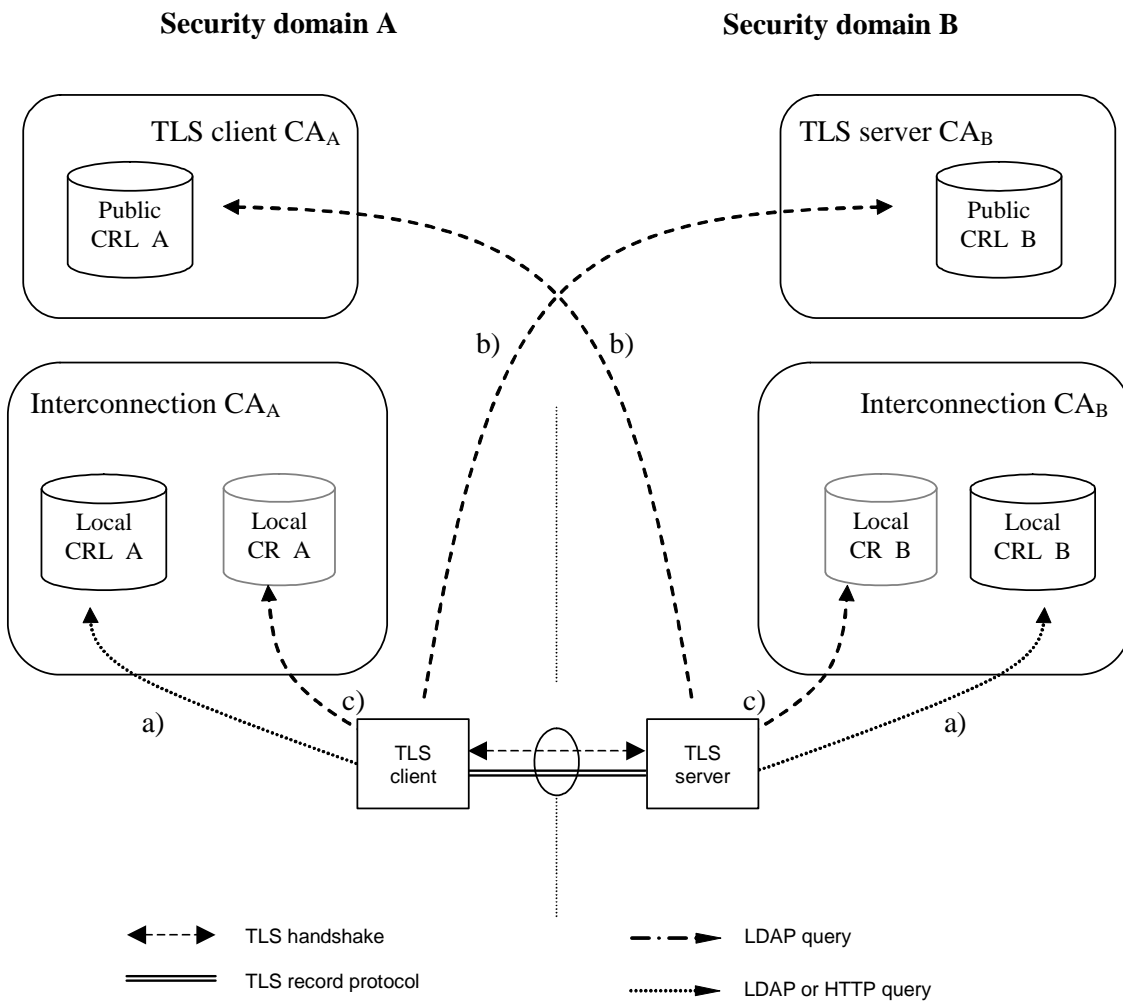 Security domain A
Security domain B
TLS client CAA
TLS server CAB
Public
CRL A
Public
CRL B
b)
b)
Interconnection CAA
Interconnection CAB
Local
CRL A
Local
CR A
Local
CR B
Local
CRL B
a)
c)
c)
a)
TLS
client
TLS
server
TLS handshake
LDAP query
TLS record protocol
LDAP or HTTP query